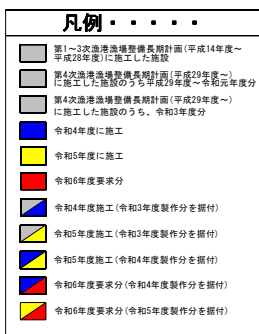 凡例・・・・・
第1～3次漁港漁場整備長期計画(平成14年度～
平成28年度)に施工した施設
第4次漁港漁場整備長期計画(平成29年度～)
に施工した施設のうち平成29年度～令和元年度分
第4次漁港漁場整備長期計画(平成29年度～)
に施工した施設のうち、令和3年度分
令和4年度に施工
令和5年度に施工
令和6年度要求分
令和4年度施工(令和3年度製作分を据付)
令和5年度施工(令和3年度製作分を据付)
令和5年度施工(令和4年度製作分を据付)
令和6年度要求分(令和4年度製作分を据付)
令和6年度要求分(令和5年度製作分を据付)